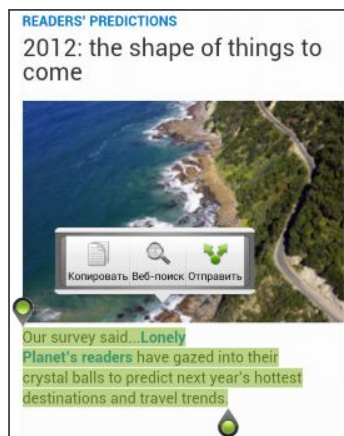 READERS' PREDICTIONS
2012: the shape of things to
come
Копировать Веб-поиск Отправить
Our survey said...Lonely
Planet's readers have gazed into their
crystal balls to predict next year's hottest
destinations and travel trends.